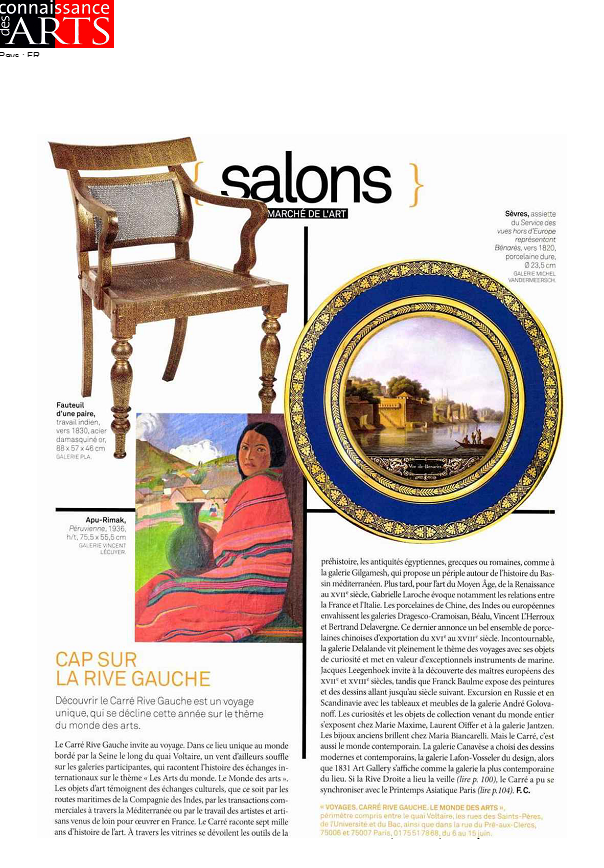 connaissance
des ARTS
Pays : FR
{ salons }
MARCHÉ DE L'ART
Sèvres, assiette
du Service des
vues hors d'Europe
représentant
Bénarès, vers 1820,
porcelaine dure,
Ø 23,5 cm
GALERIE MICHEL
VANDERMEERSCH.
Fauteuil
d'une paire,
travail indien,
vers 1830, acier
damasquiné or,
88 x 57 x 46 cm
GALERIE PLA.
Vue de Bénarès
Apu-Rimak,
Péruvienne, 1936,
h/t, 75,5 x 55,5 cm
GALERIE VINCENT
LÉCUYER.
CAP SUR
LA RIVE GAUCHE
Découvrir le Carré Rive Gauche est un voyage
unique, qui se décline cette année sur le thème
du monde des arts.
Le Carré Rive Gauche invite au voyage. Dans ce lieu unique au monde
bordé par la Seine le long du quai Voltaire, un vent d'ailleurs souffle
sur les galeries participantes, qui racontent l'histoire des échanges in-
ternationaux sur le thème « Les Arts du monde. Le Monde des arts ».
Les objets d'art témoignent des échanges culturels, que ce soit par les
routes maritimes de la Compagnie des Indes, par les transactions com-
merciales à travers la Méditerranée ou par le travail des artistes et arti-
sans venus de loin pour œuvrer en France. Le Carré raconte sept mille
ans d'histoire de l'art. À travers les vitrines se dévoilent les outils de la
préhistoire, les antiquités égyptiennes, grecques ou romaines, comme à
la galerie Gilgamesh, qui propose un périple autour de l'histoire du Bas-
sin méditerranéen. Plus tard, pour l'art du Moyen Âge, de la Renaissance
au XVIIe siècle, Gabrielle Laroche évoque notamment les relations entre
la France et l'Italie. Les porcelaines de Chine, des Indes ou européennes
envahissent les galeries Dragesco-Cramoisan, Béalu, Vincent L'Herroux
et Bertrand Delavergne. Ce dernier annonce un bel ensemble de porce-
laines chinoises d'exportation du XVIe au XVIIIe siècle. Incontournable,
la galerie Delalande vit pleinement le thème des voyages avec ses objets
de curiosité et met en valeur d'exceptionnels instruments de marine.
Jacques Leegenhoek invite à la découverte des maîtres européens des
XVIIe et XVIIIe siècles, tandis que Franck Baulme expose des peintures
et des dessins allant jusqu'au siècle suivant. Excursion en Russie et en
Scandinavie avec les tableaux et meubles de la galerie André Golova-
noff. Les curiosités et les objets de collection venant du monde entier
s'exposent chez Marie Maxime, Laurent Oiffer et à la galerie Jantzen.
Les bijoux anciens brillent chez Maria Biancarelli. Mais le Carré, c'est
aussi le monde contemporain. La galerie Canavèse a choisi des dessins
modernes et contemporains, la galerie Lafon-Vosseler du design, alors
que 1831 Art Gallery s'affiche comme la galerie la plus contemporaine
du lieu. Si la Rive Droite a lieu la veille (lire p. 100), le Carré a pu se
synchroniser avec le Printemps Asiatique Paris (lire p.104). F. C.
« VOYAGES. CARRÉ RIVE GAUCHE. LE MONDE DES ARTS »,
périmètre compris entre le quai Voltaire, les rues des Saints-Pères,
de l'Université et du Bac, ainsi que dans la rue du Pré-aux-Clercs,
75006 et 75007 Paris, 01 75 51 78 68, du 6 au 15 juin.